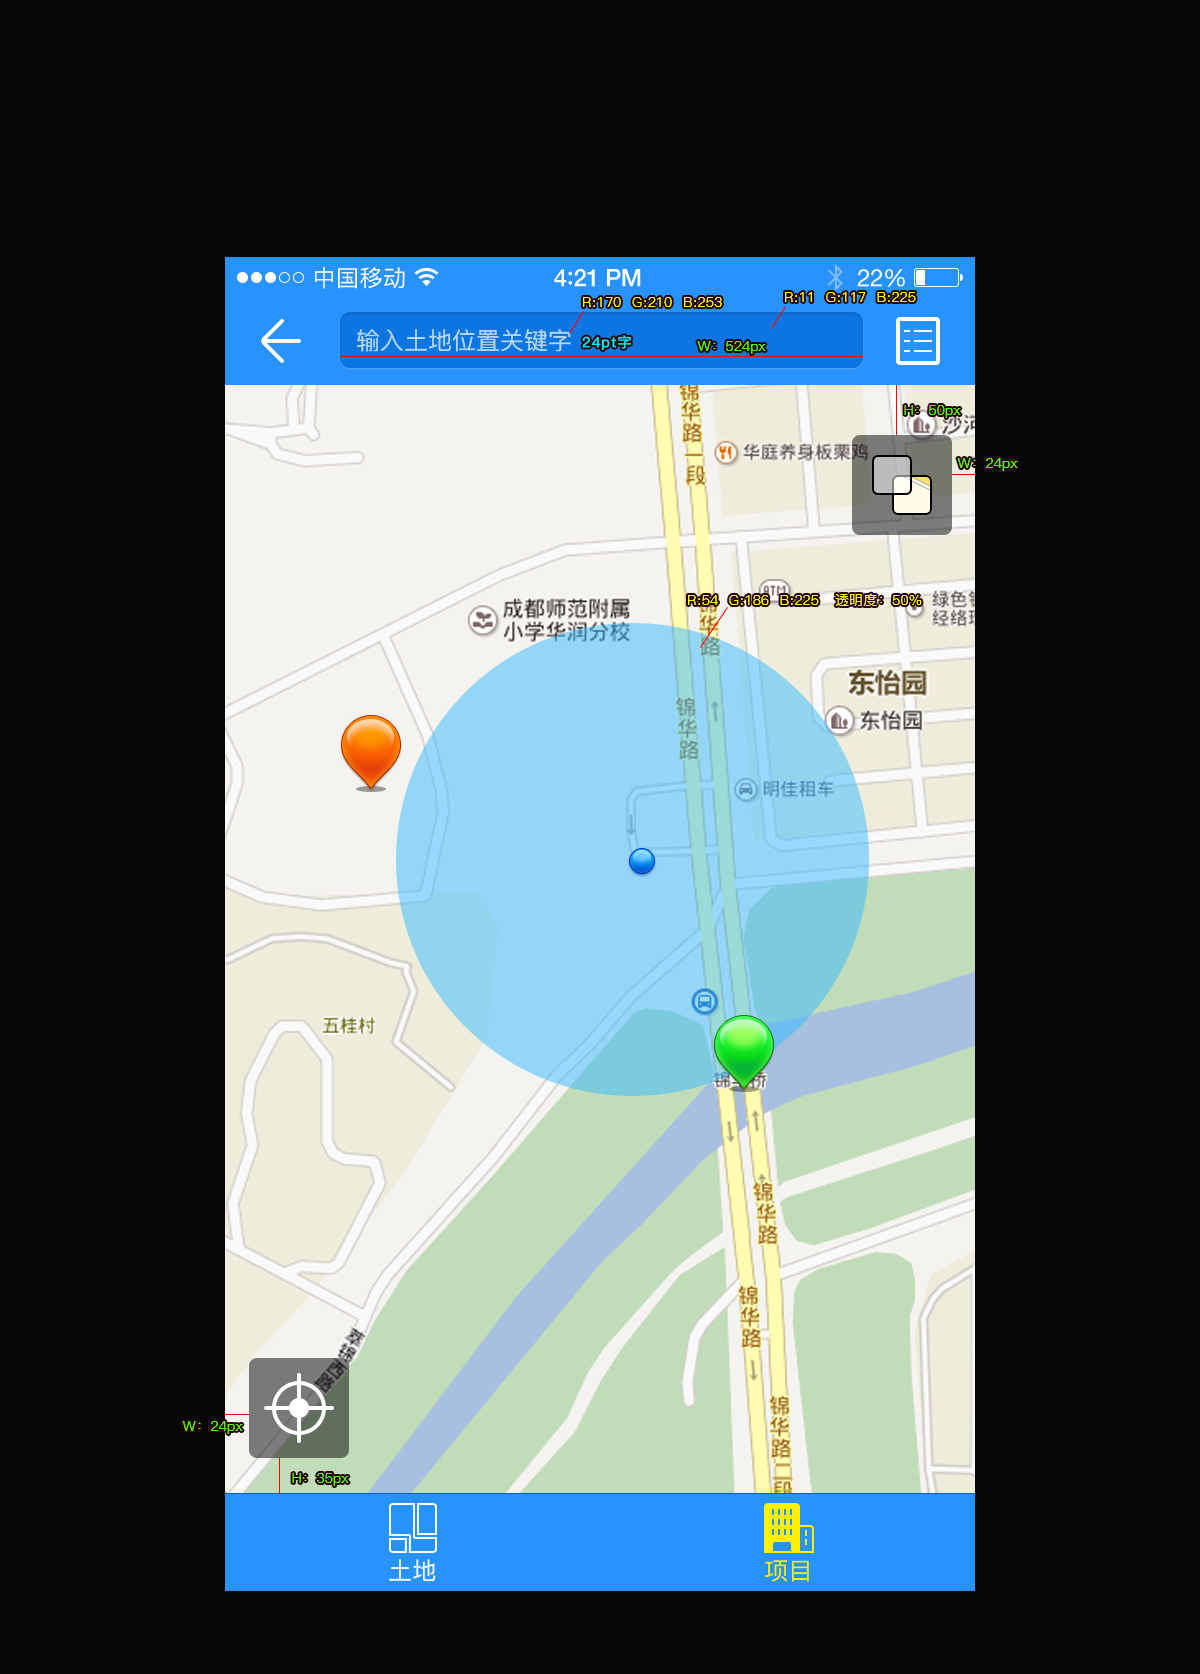 中国移动
4:21 PM
22%
R:170 G:210 B:253
R:11 G:117 B:225
输入土地位置关键字
24pt字
W: 524px
H: 50px
锦华路一段
华庭养身板栗鸡
W: 24px
ATM
R:54 G:186 B:225 透明度: 50%
成都师范附属
小学华润分校
绿色
经络
锦华路
东怡园
东怡园
锦华路
明佳租车
五桂村
锦华路
锦华路
锦华路二段
W: 24px
H: 35px
土地
项目